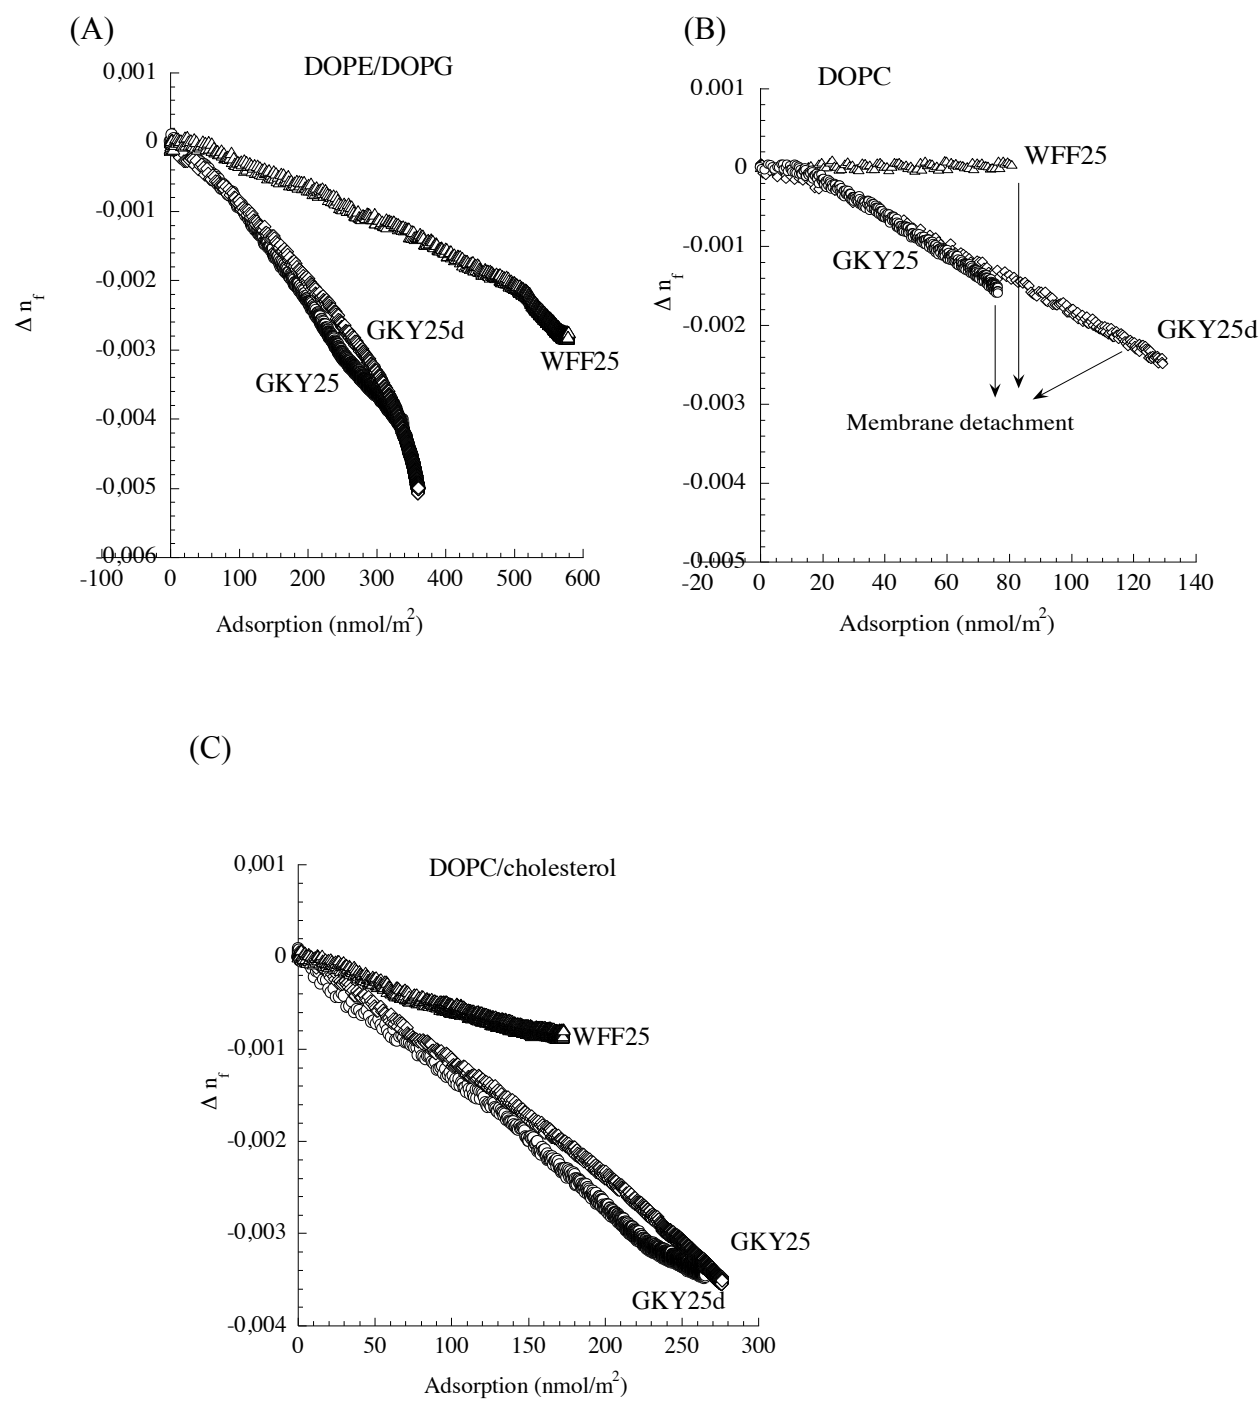 (A)
DOPE/DOPG
0,001
0
-0,001
-0,002
-0,003
-0,004
-0,005
-0,006
Δ n_f
GKY25d
GKY25
WFF25
-100 0 100 200 300 400 500 600
Adsorption (nmol/m²)
(B)
DOPC
0.001
0
-0.001
-0.002
-0.003
-0.004
-0.005
Δ n_f
WFF25
GKY25
GKY25d
Membrane detachment
-20 0 20 40 60 80 100 120 140
Adsorption (nmol/m²)
(C)
DOPC/cholesterol
0,001
0
-0,001
-0,002
-0,003
-0,004
Δ n_f
WFF25
GKY25
GKY25d
0 50 100 150 200 250 300
Adsorption (nmol/m²)